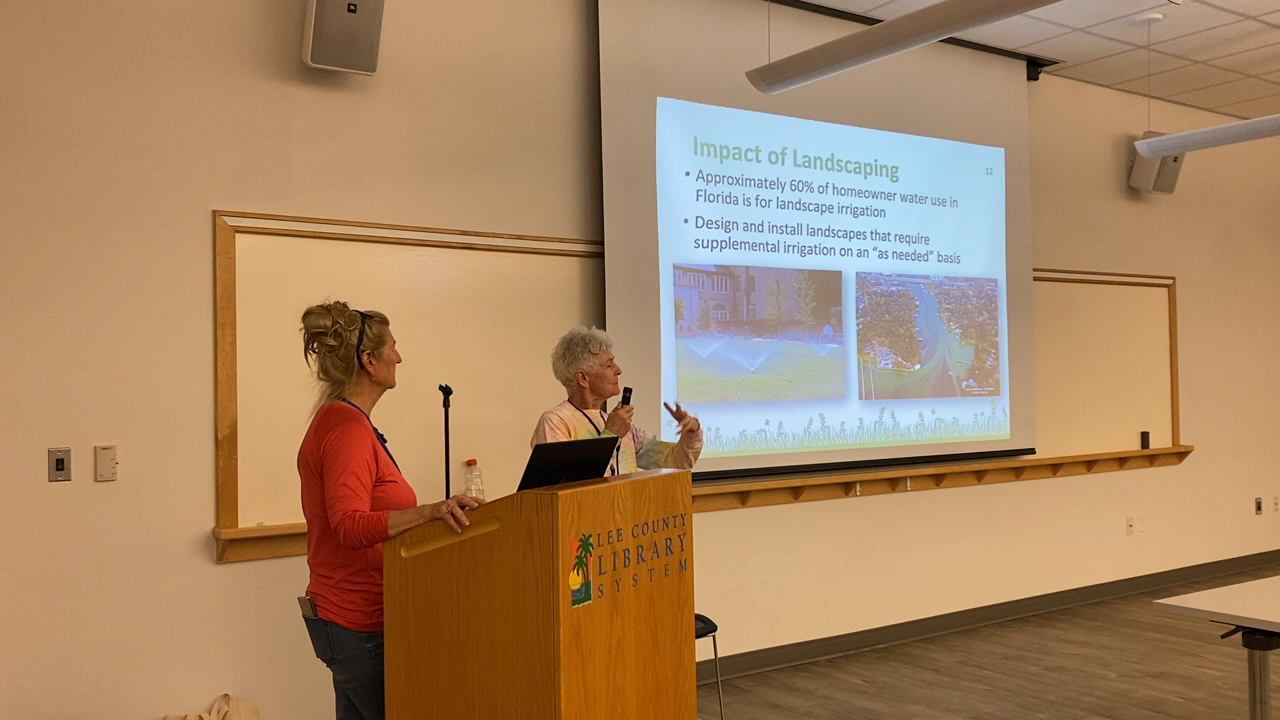 Impact of Landscaping
12
• Approximately 60% of homeowner water use in
Florida is for landscape irrigation
• Design and install landscapes that require
supplemental irrigation on an “as needed” basis
LEE COUNTY
LIBRARY
SYSTEM
JBL